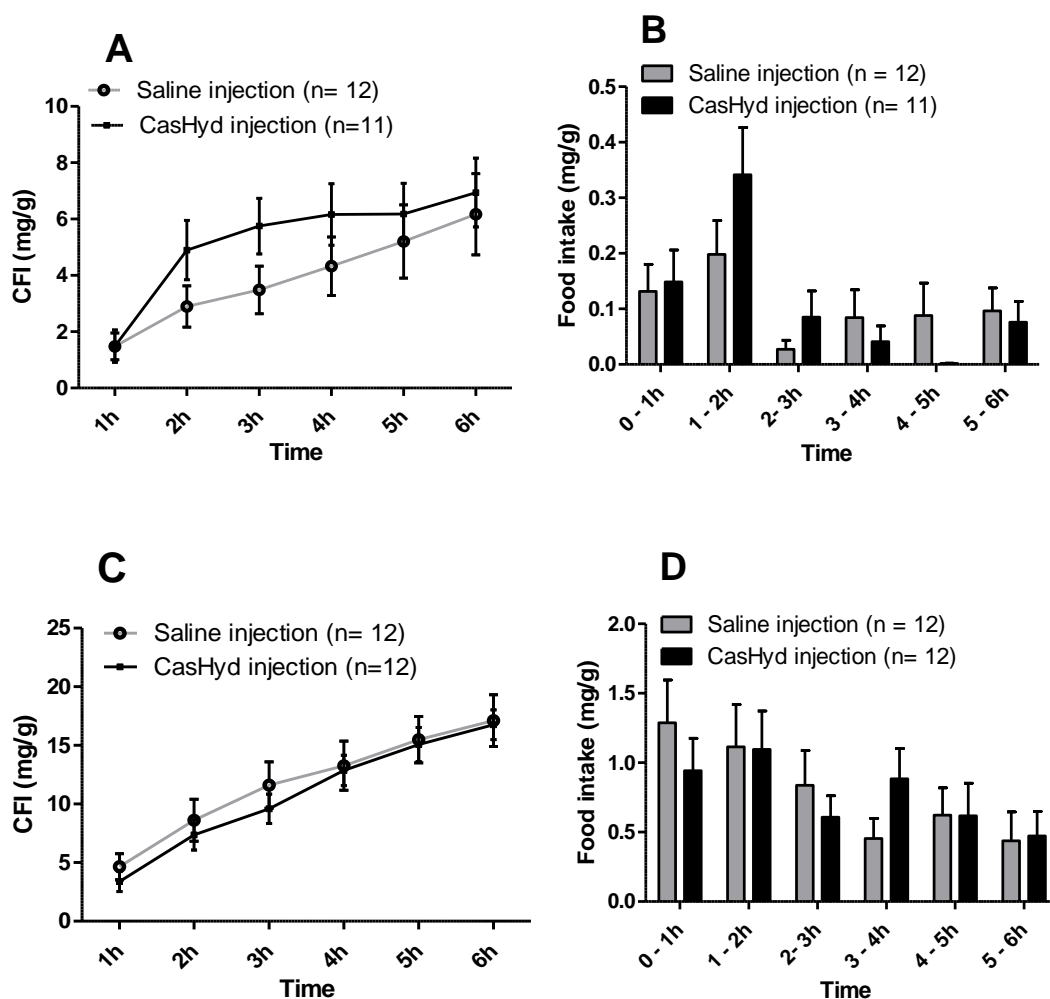 A
Saline injection (n= 12)
CasHyd injection (n=11)
CFI (mg/g)
10
8
6
4
2
0
1h 2h 3h 4h 5h 6h
Time
B
Saline injection (n = 12)
CasHyd injection (n= 11)
Food intake (mg/g)
0.5
0.4
0.3
0.2
0.1
0.0
0 - 1h 1 - 2h 2- 3h 3 - 4h 4 - 5h 5 - 6h
Time
C
Saline injection (n= 12)
CasHyd injection (n=12)
CFI (mg/g)
25
20
15
10
5
0
1h 2h 3h 4h 5h 6h
Time
D
Saline injection (n = 12)
CasHyd injection (n= 12)
Food intake (mg/g)
2.0
1.5
1.0
0.5
0.0
0 - 1h 1 - 2h 2- 3h 3 - 4h 4 - 5h 5 - 6h
Time